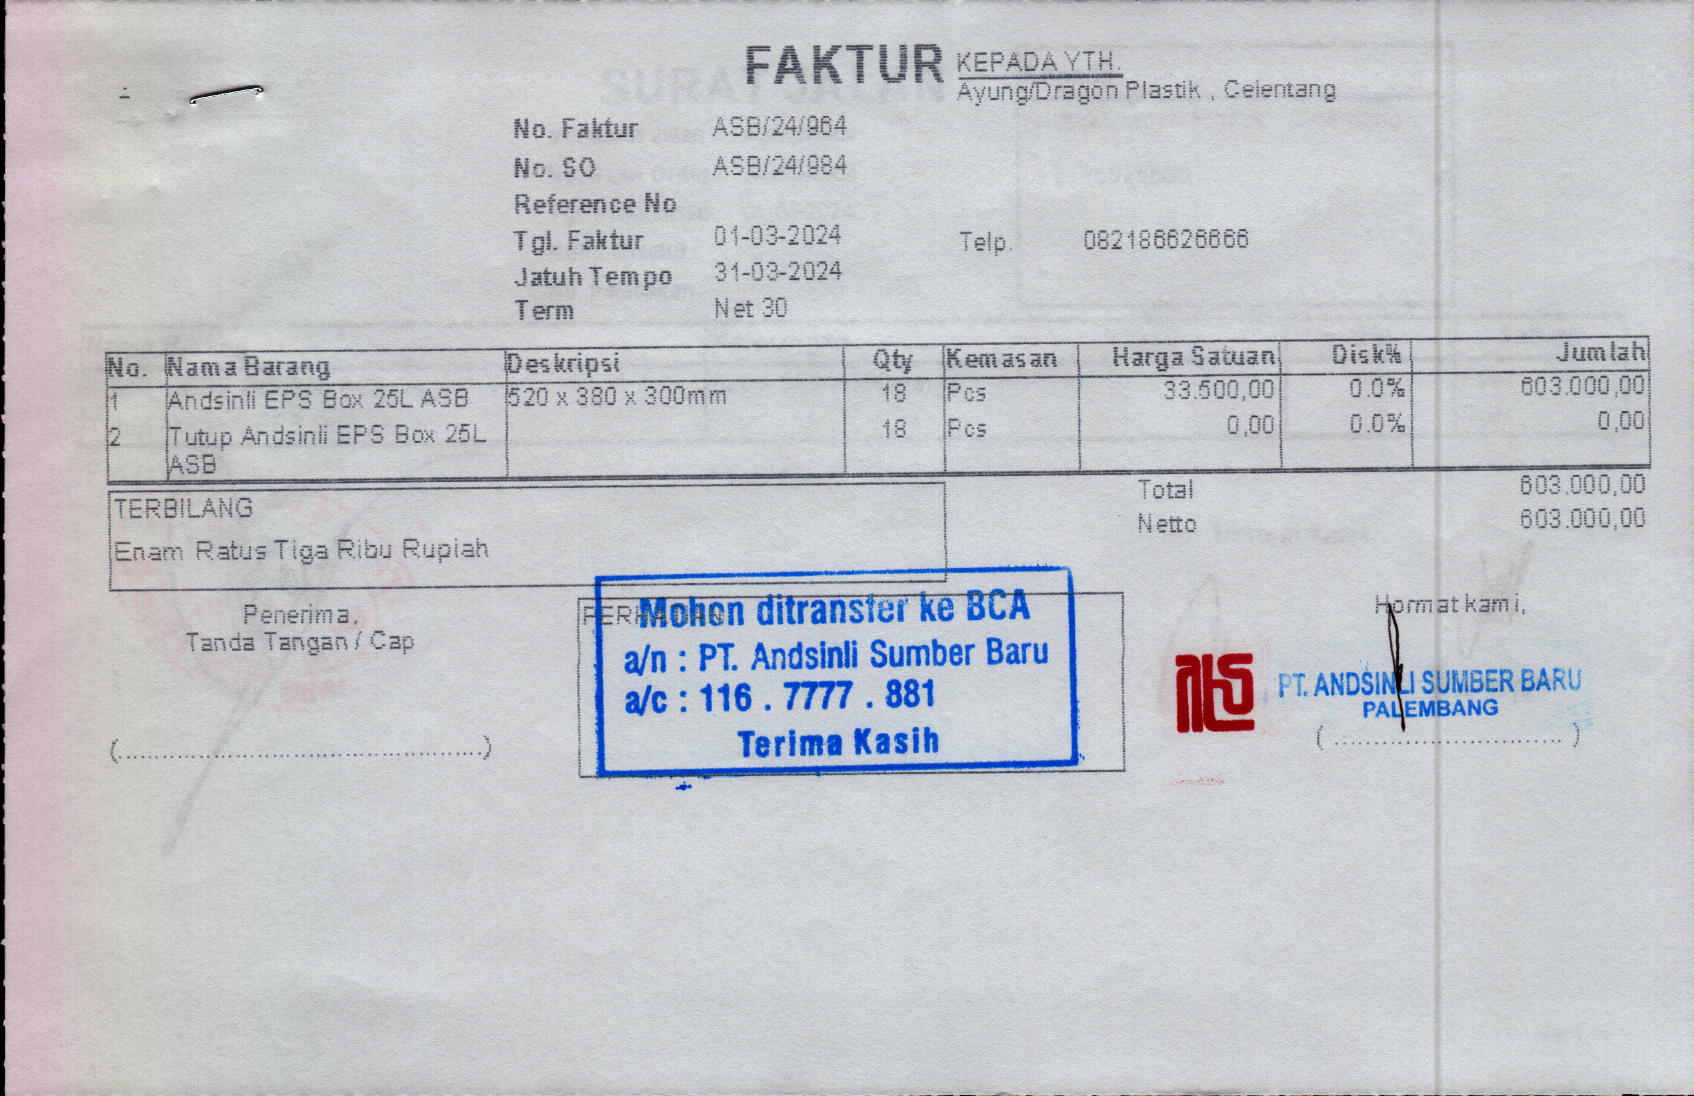 FAKTUR
KEPADA YTH.
Ayung/Dragon Plastik , Celentang
No. Faktur ASB/24/964
No. SO ASB/24/984
Reference No
Tgl. Faktur 01-03-2024
Telp. 082186626666
Jatuh Tempo 31-03-2024
Term Net 30
No. Nama Barang Deskripsi Qty Kemasan Harga Satuan Disk% Jumlah
1 Andsinli EPS Box 25L ASB 520 x 380 x 300mm 18 Pcs 33.500,00 0.0% 603.000,00
2 Tutup Andsinli EPS Box 25L 18 Pcs 0,00 0.0% 0,00
ASB
Total 603.000,00
Netto 603.000,00
TERBILANG
Enam Ratus Tiga Ribu Rupiah
Penerima,
Tanda Tangan / Cap
(................................................)
Mohon ditransfer ke BCA
a/n : PT. Andsinli Sumber Baru
a/c : 116 . 7777 . 881
Terima Kasih
Hormat kami,
PT. ANDSINLI SUMBER BARU
PALEMBANG
( .............................. )